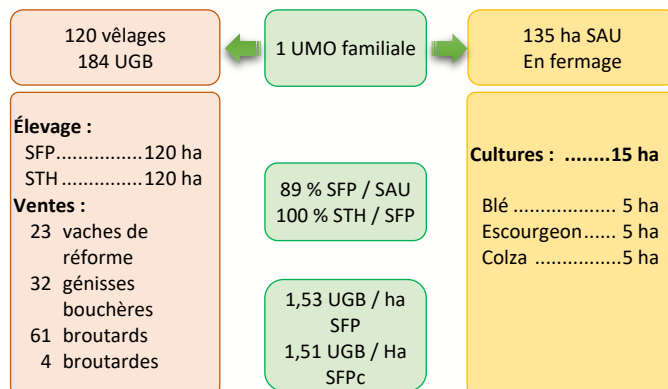 120 vêlages
184 UGB
1 UMO familiale
135 ha SAU
En fermage
Élevage :
SFP................120 ha
STH ...............120 ha
Ventes :
23 vaches de
réforme
32 génisses
bouchères
61 broutards
4 broutardes
89 % SFP / SAU
100 % STH / SFP
1,53 UGB / ha
SFP
1,51 UGB / Ha
SFPc
Cultures : ........15 ha
Blé ................... 5 ha
Escourgeon...... 5 ha
Colza ................5 ha